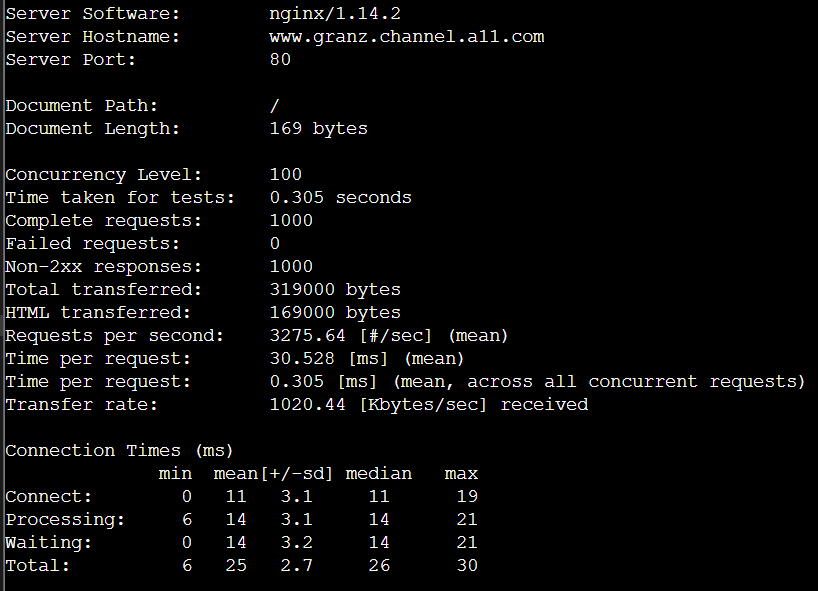 Server Software:        nginx/1.14.2
Server Hostname:        www.granz.channel.a11.com
Server Port:            80

Document Path:          /
Document Length:        169 bytes

Concurrency Level:      100
Time taken for tests:   0.305 seconds
Complete requests:      1000
Failed requests:        0
Non-2xx responses:      1000
Total transferred:      319000 bytes
HTML transferred:       169000 bytes
Requests per second:    3275.64 [#/sec] (mean)
Time per request:       30.528 [ms] (mean)
Time per request:       0.305 [ms] (mean, across all concurrent requests)
Transfer rate:          1020.44 [Kbytes/sec] received

Connection Times (ms)
              min  mean[+/-sd] median   max
Connect:        0   11   3.1     11      19
Processing:     6   14   3.1     14      21
Waiting:        0   14   3.2     14      21
Total:          6   25   2.7     26      30